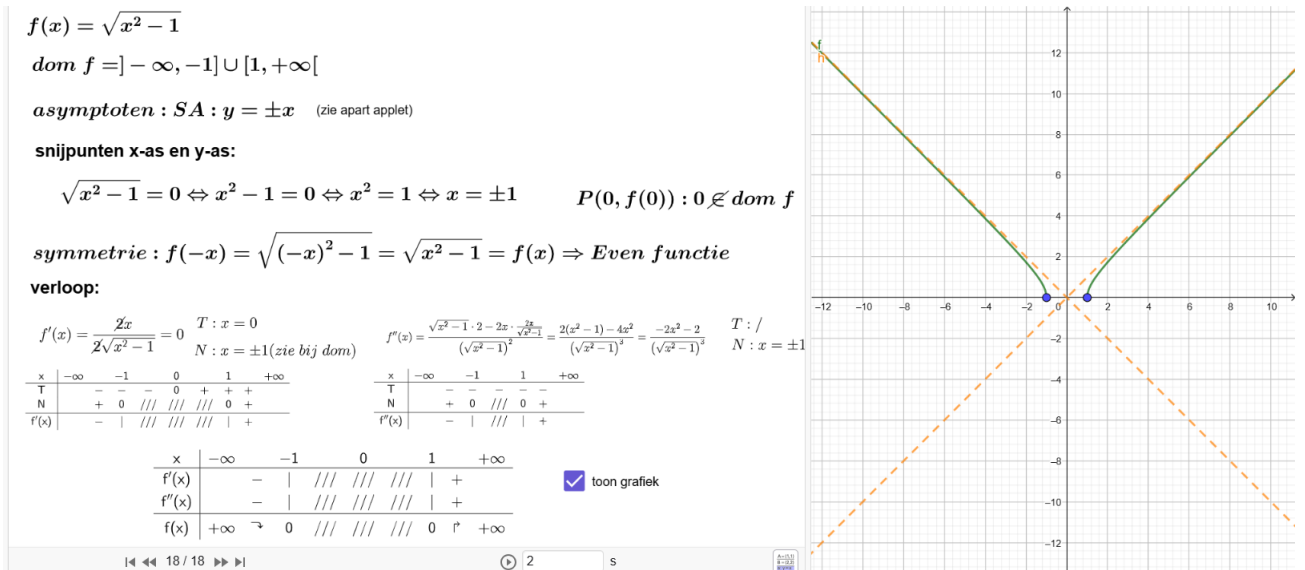 f(x) = √(x² − 1)
dom f =] − ∞, −1] ∪ [1, +∞[
asymptoten : SA : y = ±x (zie apart applet)
snijpunten x-as en y-as:
√(x² − 1) = 0 ⇔ x² − 1 = 0 ⇔ x² = 1 ⇔ x = ±1 P(0, f(0)) : 0 ∉ dom f
symmetrie : f(−x) = √((−x)² − 1) = √(x² − 1) = f(x) ⇒ Even functie
verloop:
f′(x) = 2x / (2√(x² − 1)) = 0
T : x = 0
N : x = ±1(zie bij dom)
f″(x) = (√(x² − 1) · 2 − 2x · 2x/√(x² − 1)) / (√(x² − 1))² = (2(x² − 1) − 4x²) / (√(x² − 1))³ = (−2x² − 2) / (√(x² − 1))³
T : /
N : x = ±1
x −∞ −1 0 1 +∞
T − − − 0 + + +
N + 0 /// /// /// 0 +
f′(x) − | /// /// /// | +
x −∞ −1 1 +∞
T − − − − −
N + 0 /// 0 +
f″(x) − | /// | +
x −∞ −1 0 1 +∞
f′(x) − | /// /// /// | +
f″(x) − | /// /// /// | +
f(x) +∞ ⤵ 0 /// /// /// 0 ↱ +∞
toon grafiek
18 / 18
2 s
f
h
12
10
8
6
4
2
−12 −10 −8 −6 −4 −2 0 2 4 6 8 10
−2
−4
−6
−8
−10
−12